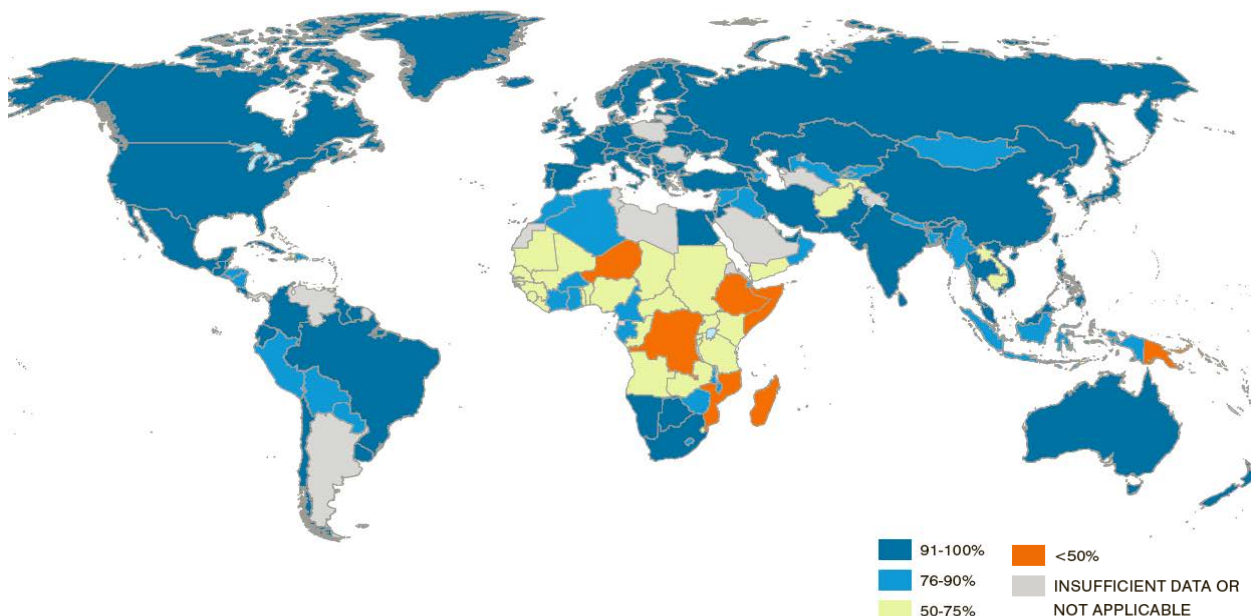 91-100%
76-90%
50-75%
<50%
INSUFFICIENT DATA OR
NOT APPLICABLE